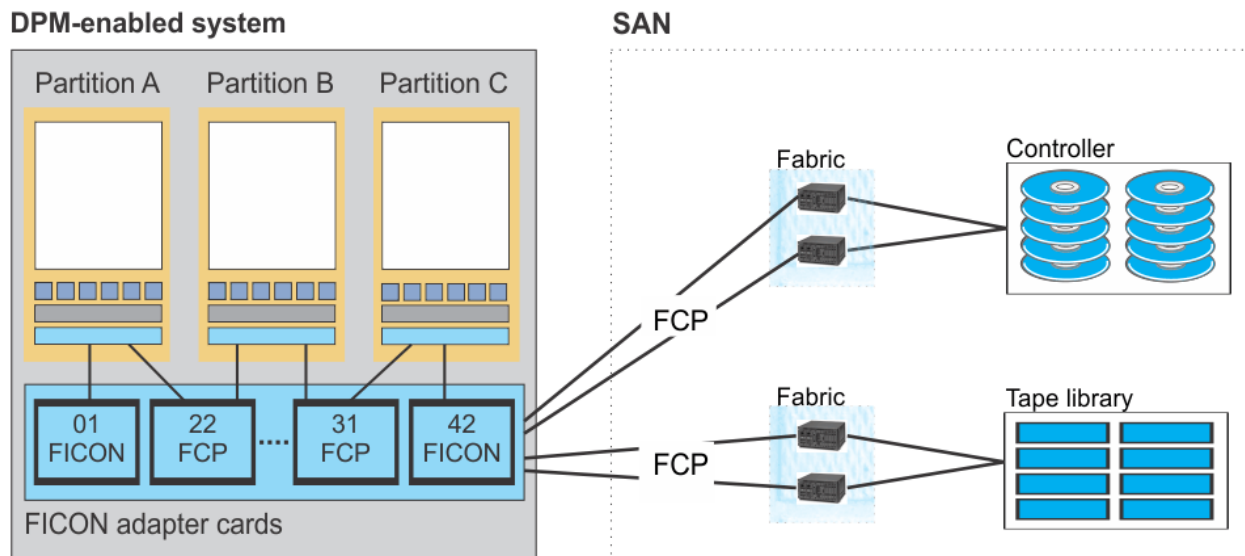 DPM-enabled system
SAN
Partition A
Partition B
Partition C
Fabric
Controller
FCP
01
FICON
22
FCP
....
31
FCP
42
FICON
FICON adapter cards
Fabric
Tape library
FCP